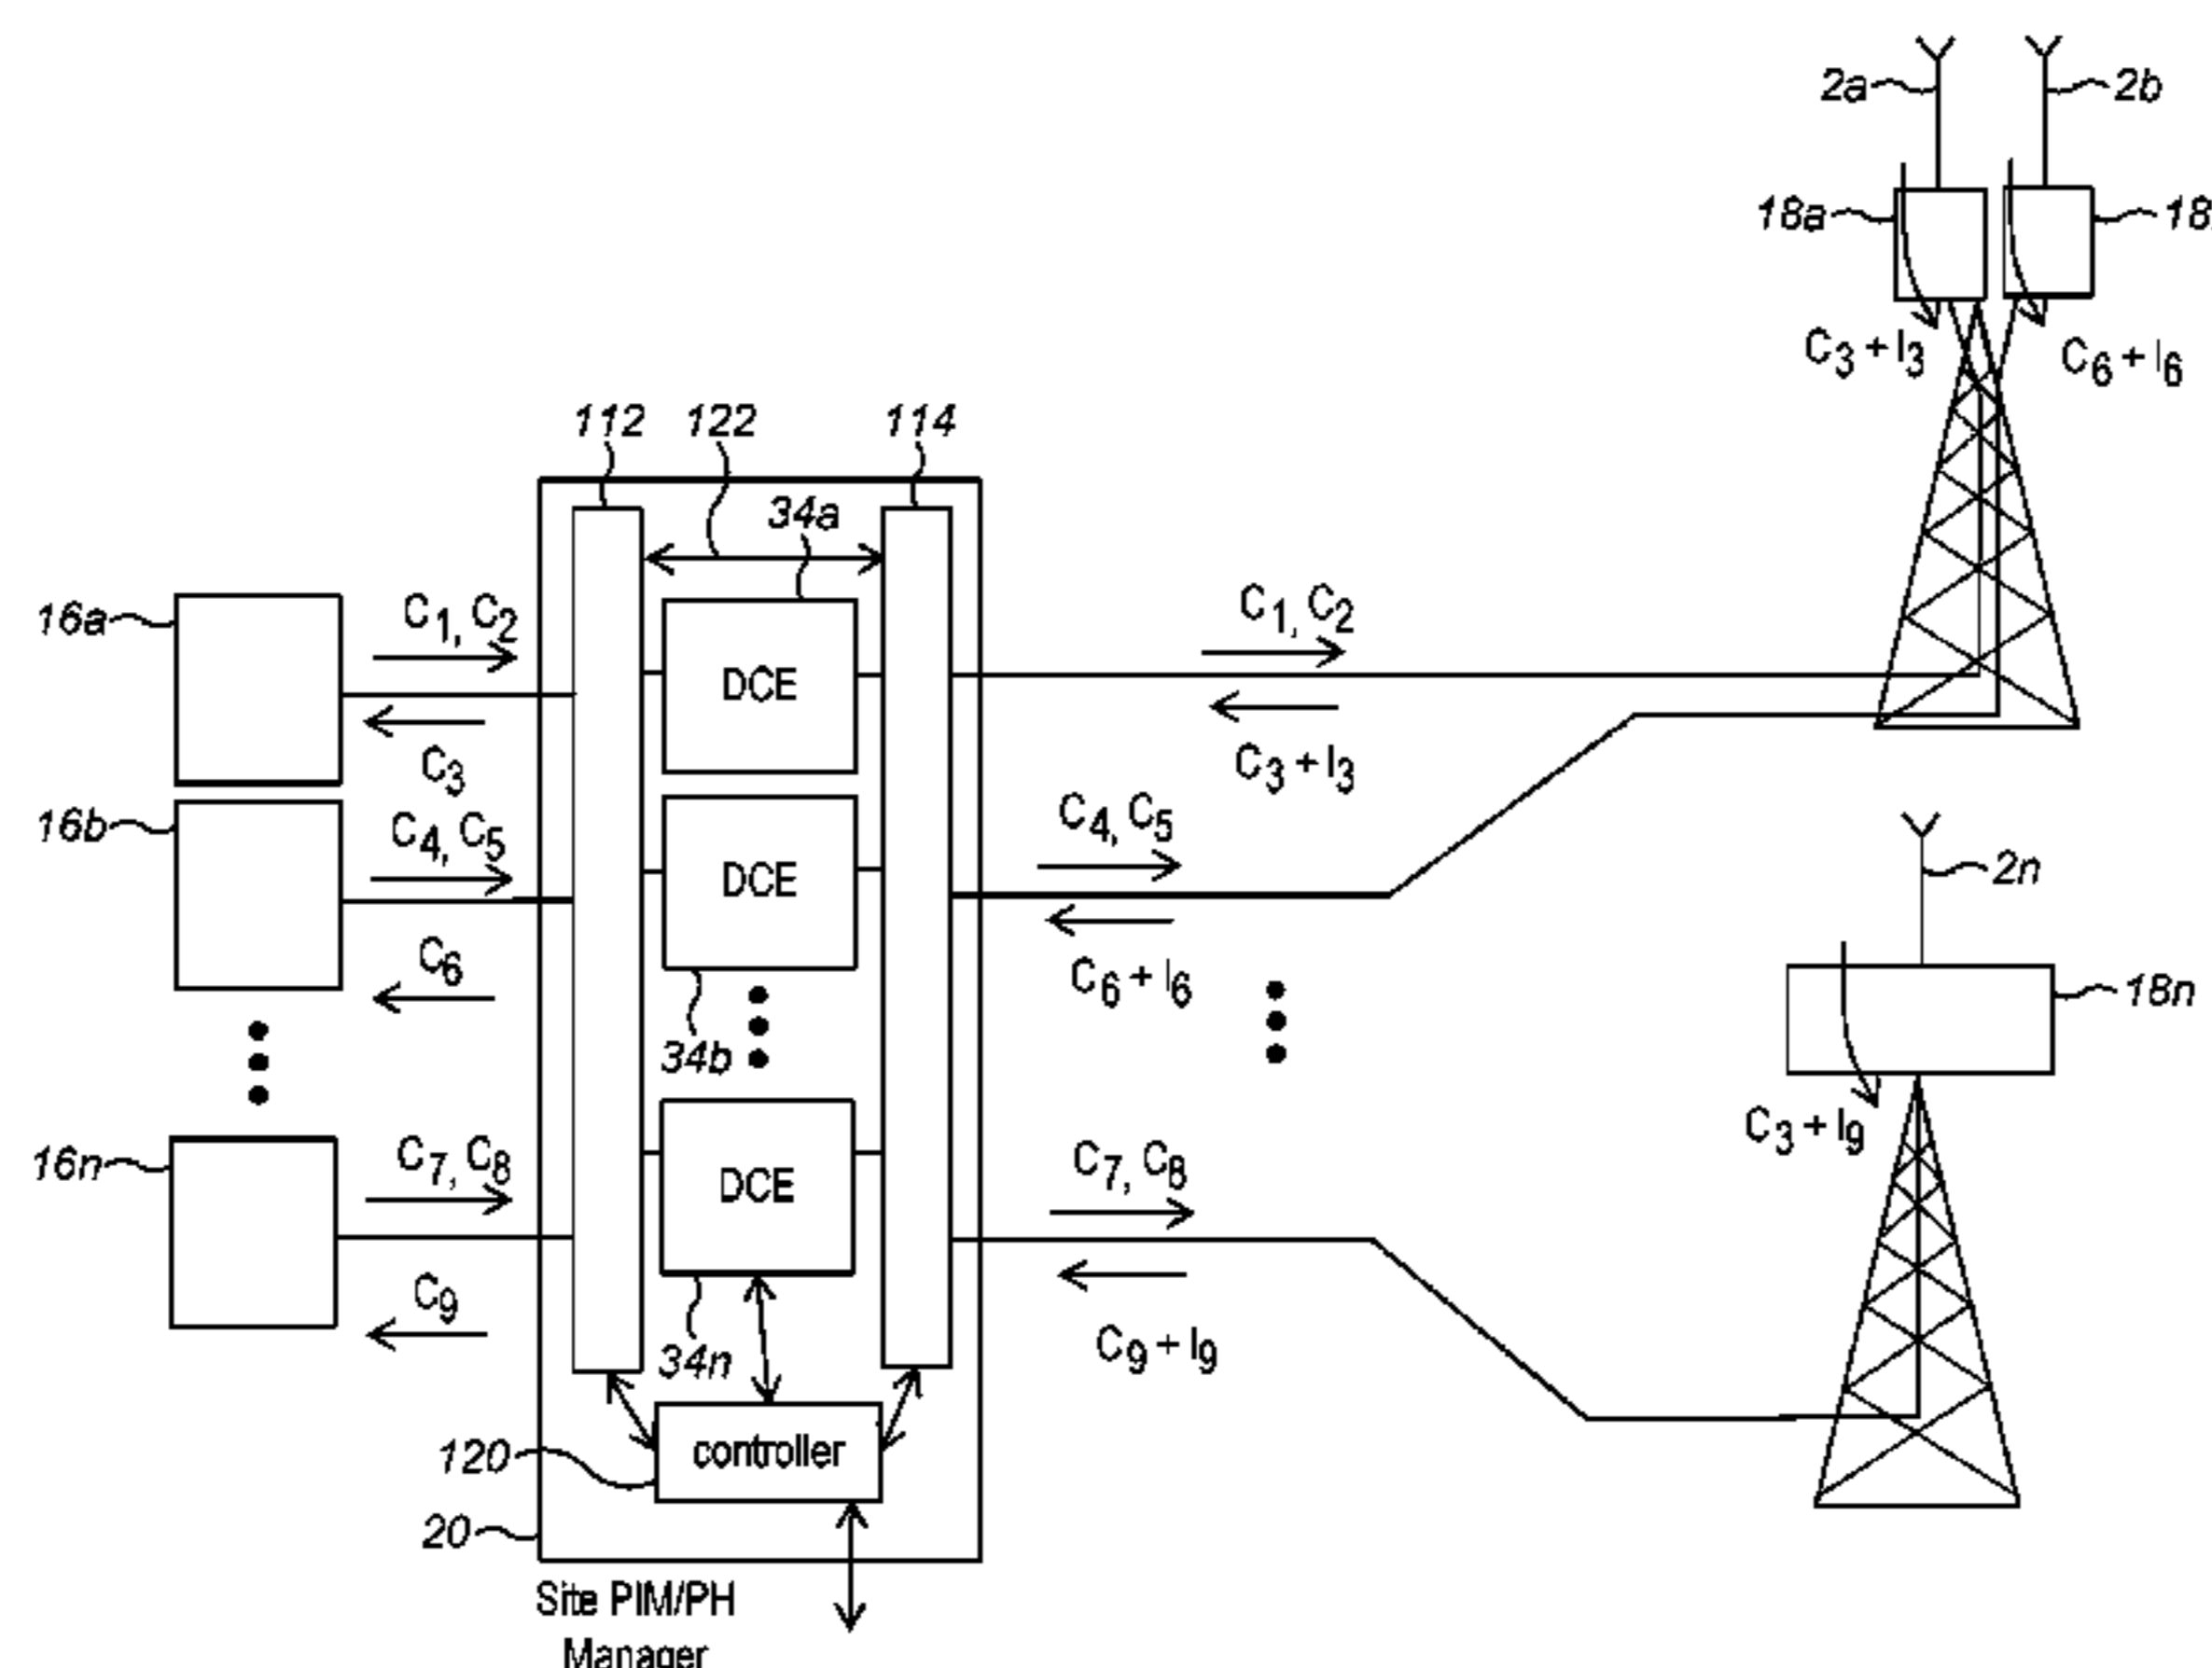 2a
2b
18a
18
C3 + I3
C6 + I6
112
122
114
34a
16a
C1, C2
DCE
C1, C2
C3
C3 + I3
16b
C4, C5
DCE
C4, C5
C6
C6 + I6
34b
2n
18n
16n
C7, C8
DCE
C7, C8
C3 + I9
C9
34n
C9 + I9
120
controller
20
Site PIM/PH
Manager